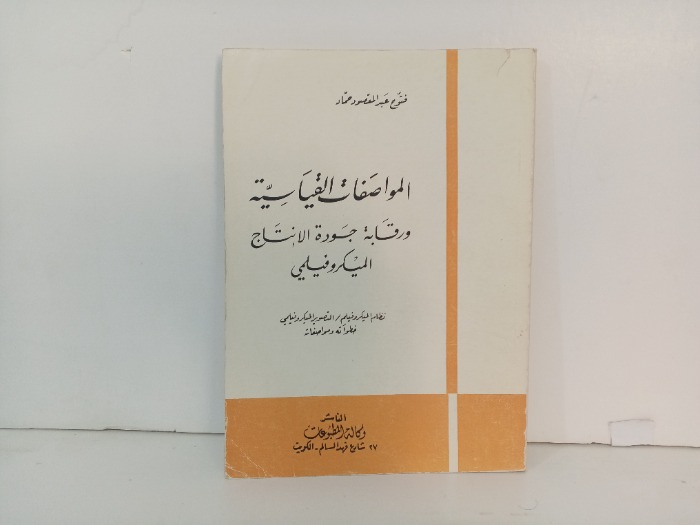 فتوح عبد المقصود حماد
المواصفات القياسية
ورقابة جودة الإنتاج
الميكروفيلمي
نظام الميكروفيلم / التصوير الميكروفيلمي
خطواته ومواصفاته
الناشر
وكالة المطبوعات
٢٧ شارع فهد السالم - الكويت